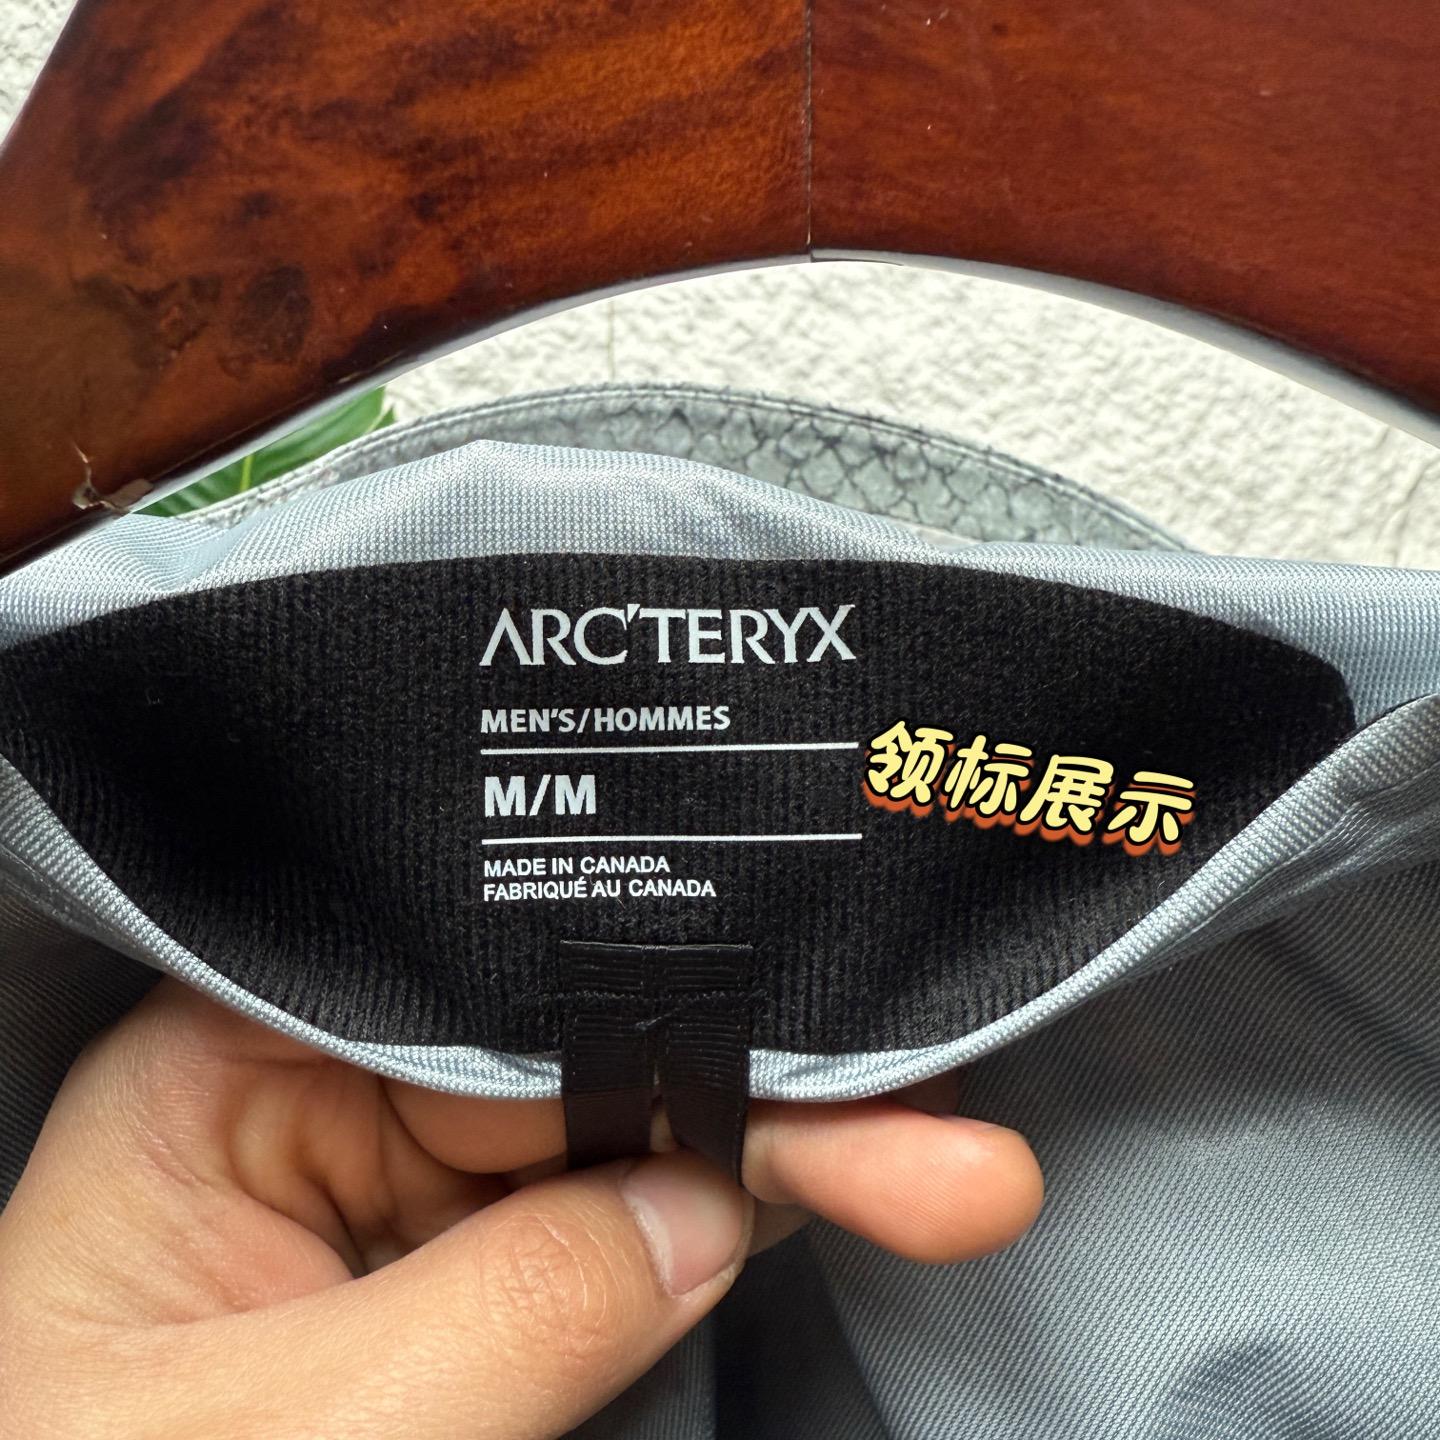 ARC'TERYX
MEN'S/HOMMES
M/M
领标展示
MADE IN CANADA
FABRIQUÉ AU CANADA